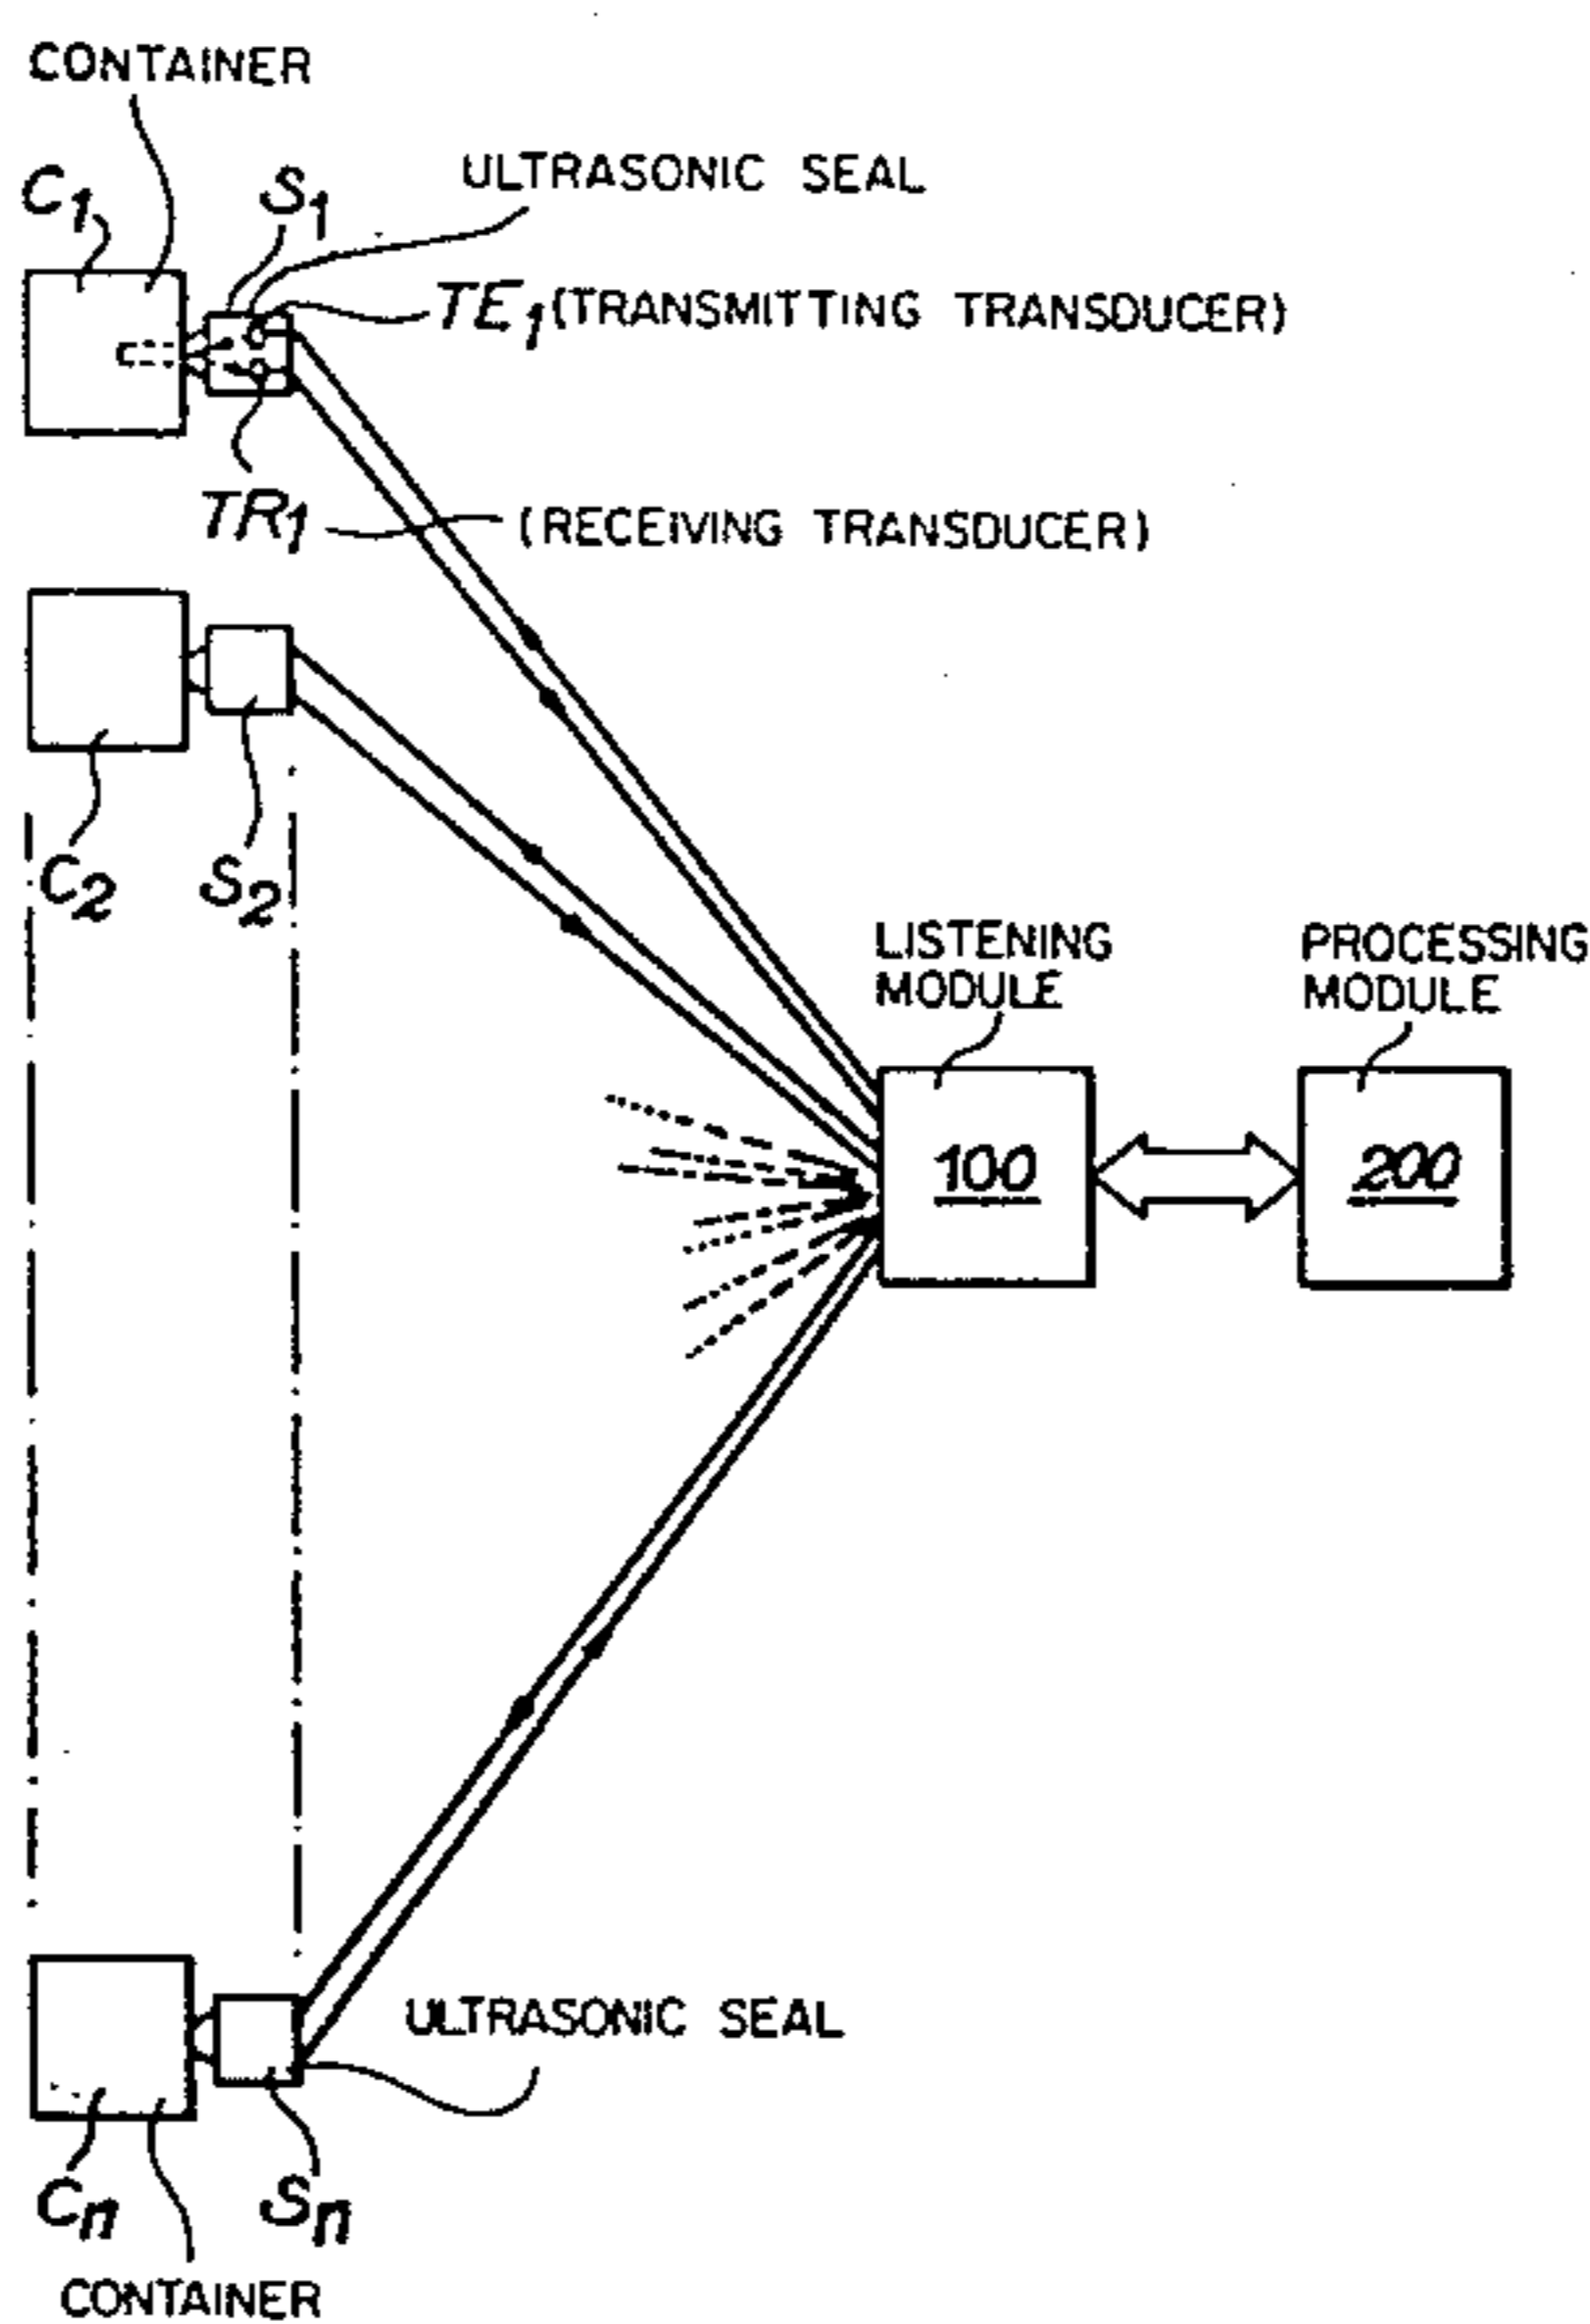 CONTAINER
C1
S1
ULTRASONIC SEAL
TE1 (TRANSMITTING TRANSDUCER)
TR1 (RECEIVING TRANSDUCER)
C2
S2
LISTENING
MODULE
PROCESSING
MODULE
100
200
ULTRASONIC SEAL
Cn
Sn
CONTAINER